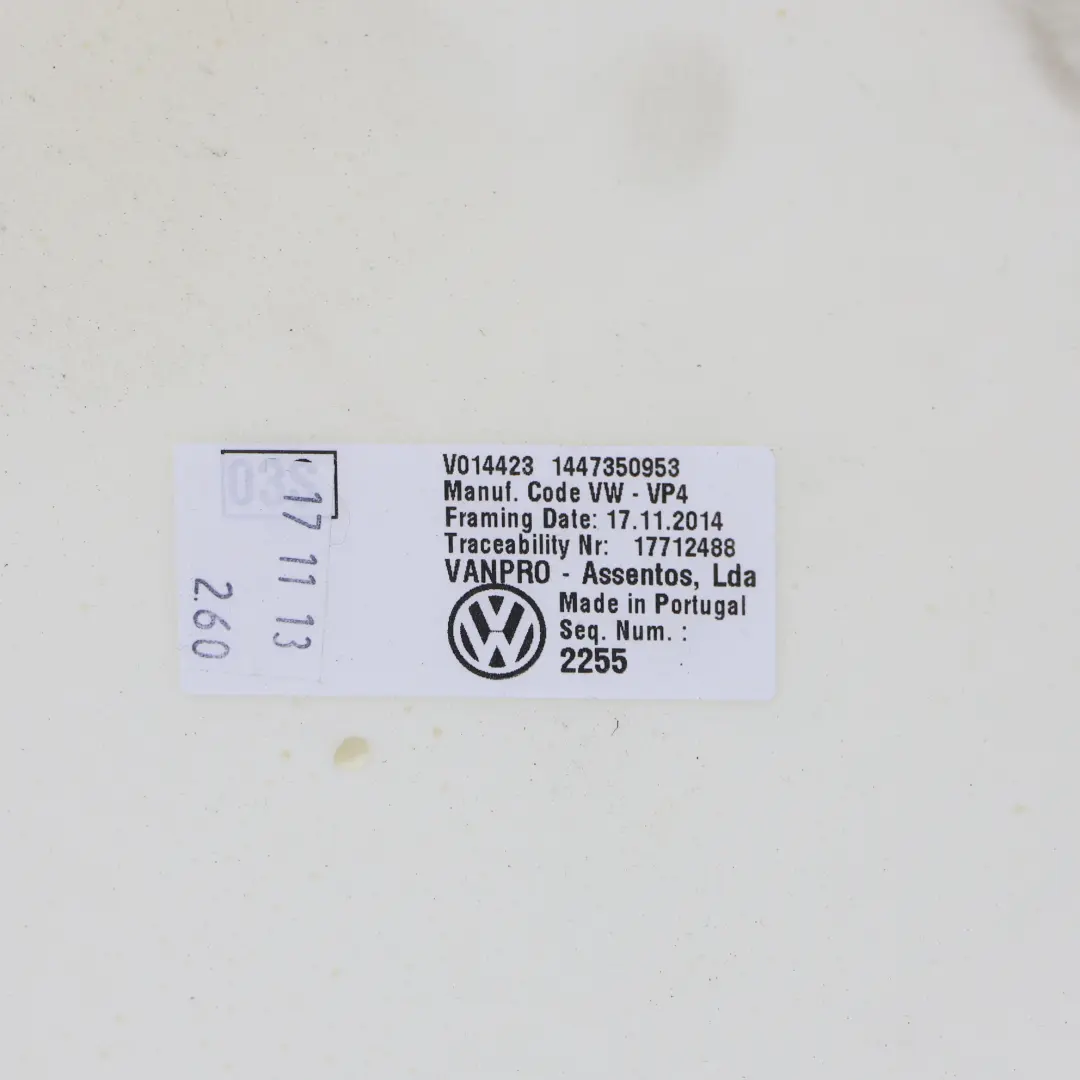 03S
17 11 13
2.60
V014423 1447350953
Manuf. Code VW - VP4
Framing Date: 17.11.2014
Traceability Nr: 17712488
VANPRO - Assentos, Lda
Made in Portugal
Seq. Num. :
2255